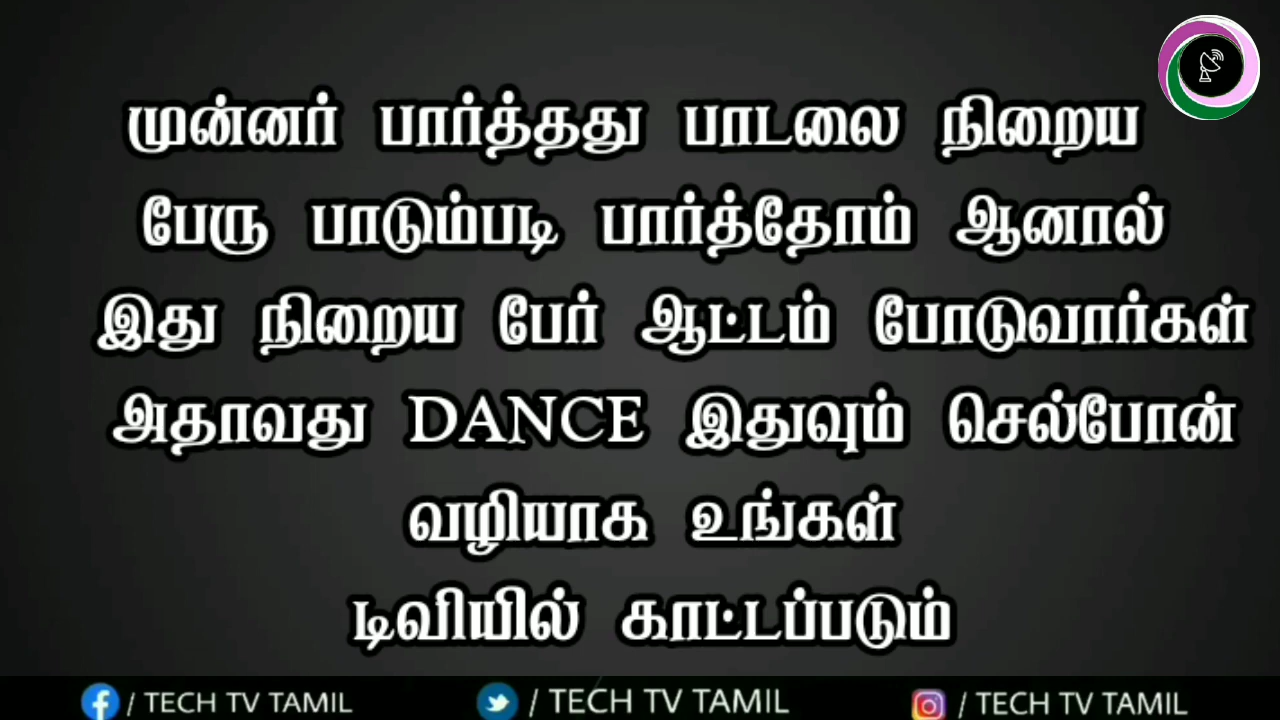 முன்னர் பார்த்தது பாடலை நிறைய
பேரு பாடும்படி பார்த்தோம் ஆனால்
இது நிறைய பேர் ஆட்டம் போடுவார்கள்
அதாவது DANCE இதுவும் செல்போன்
வழியாக உங்கள்
டிவியில் காட்டப்படும்
/ TECH TV TAMIL / TECH TV TAMIL / TECH TV TAMIL